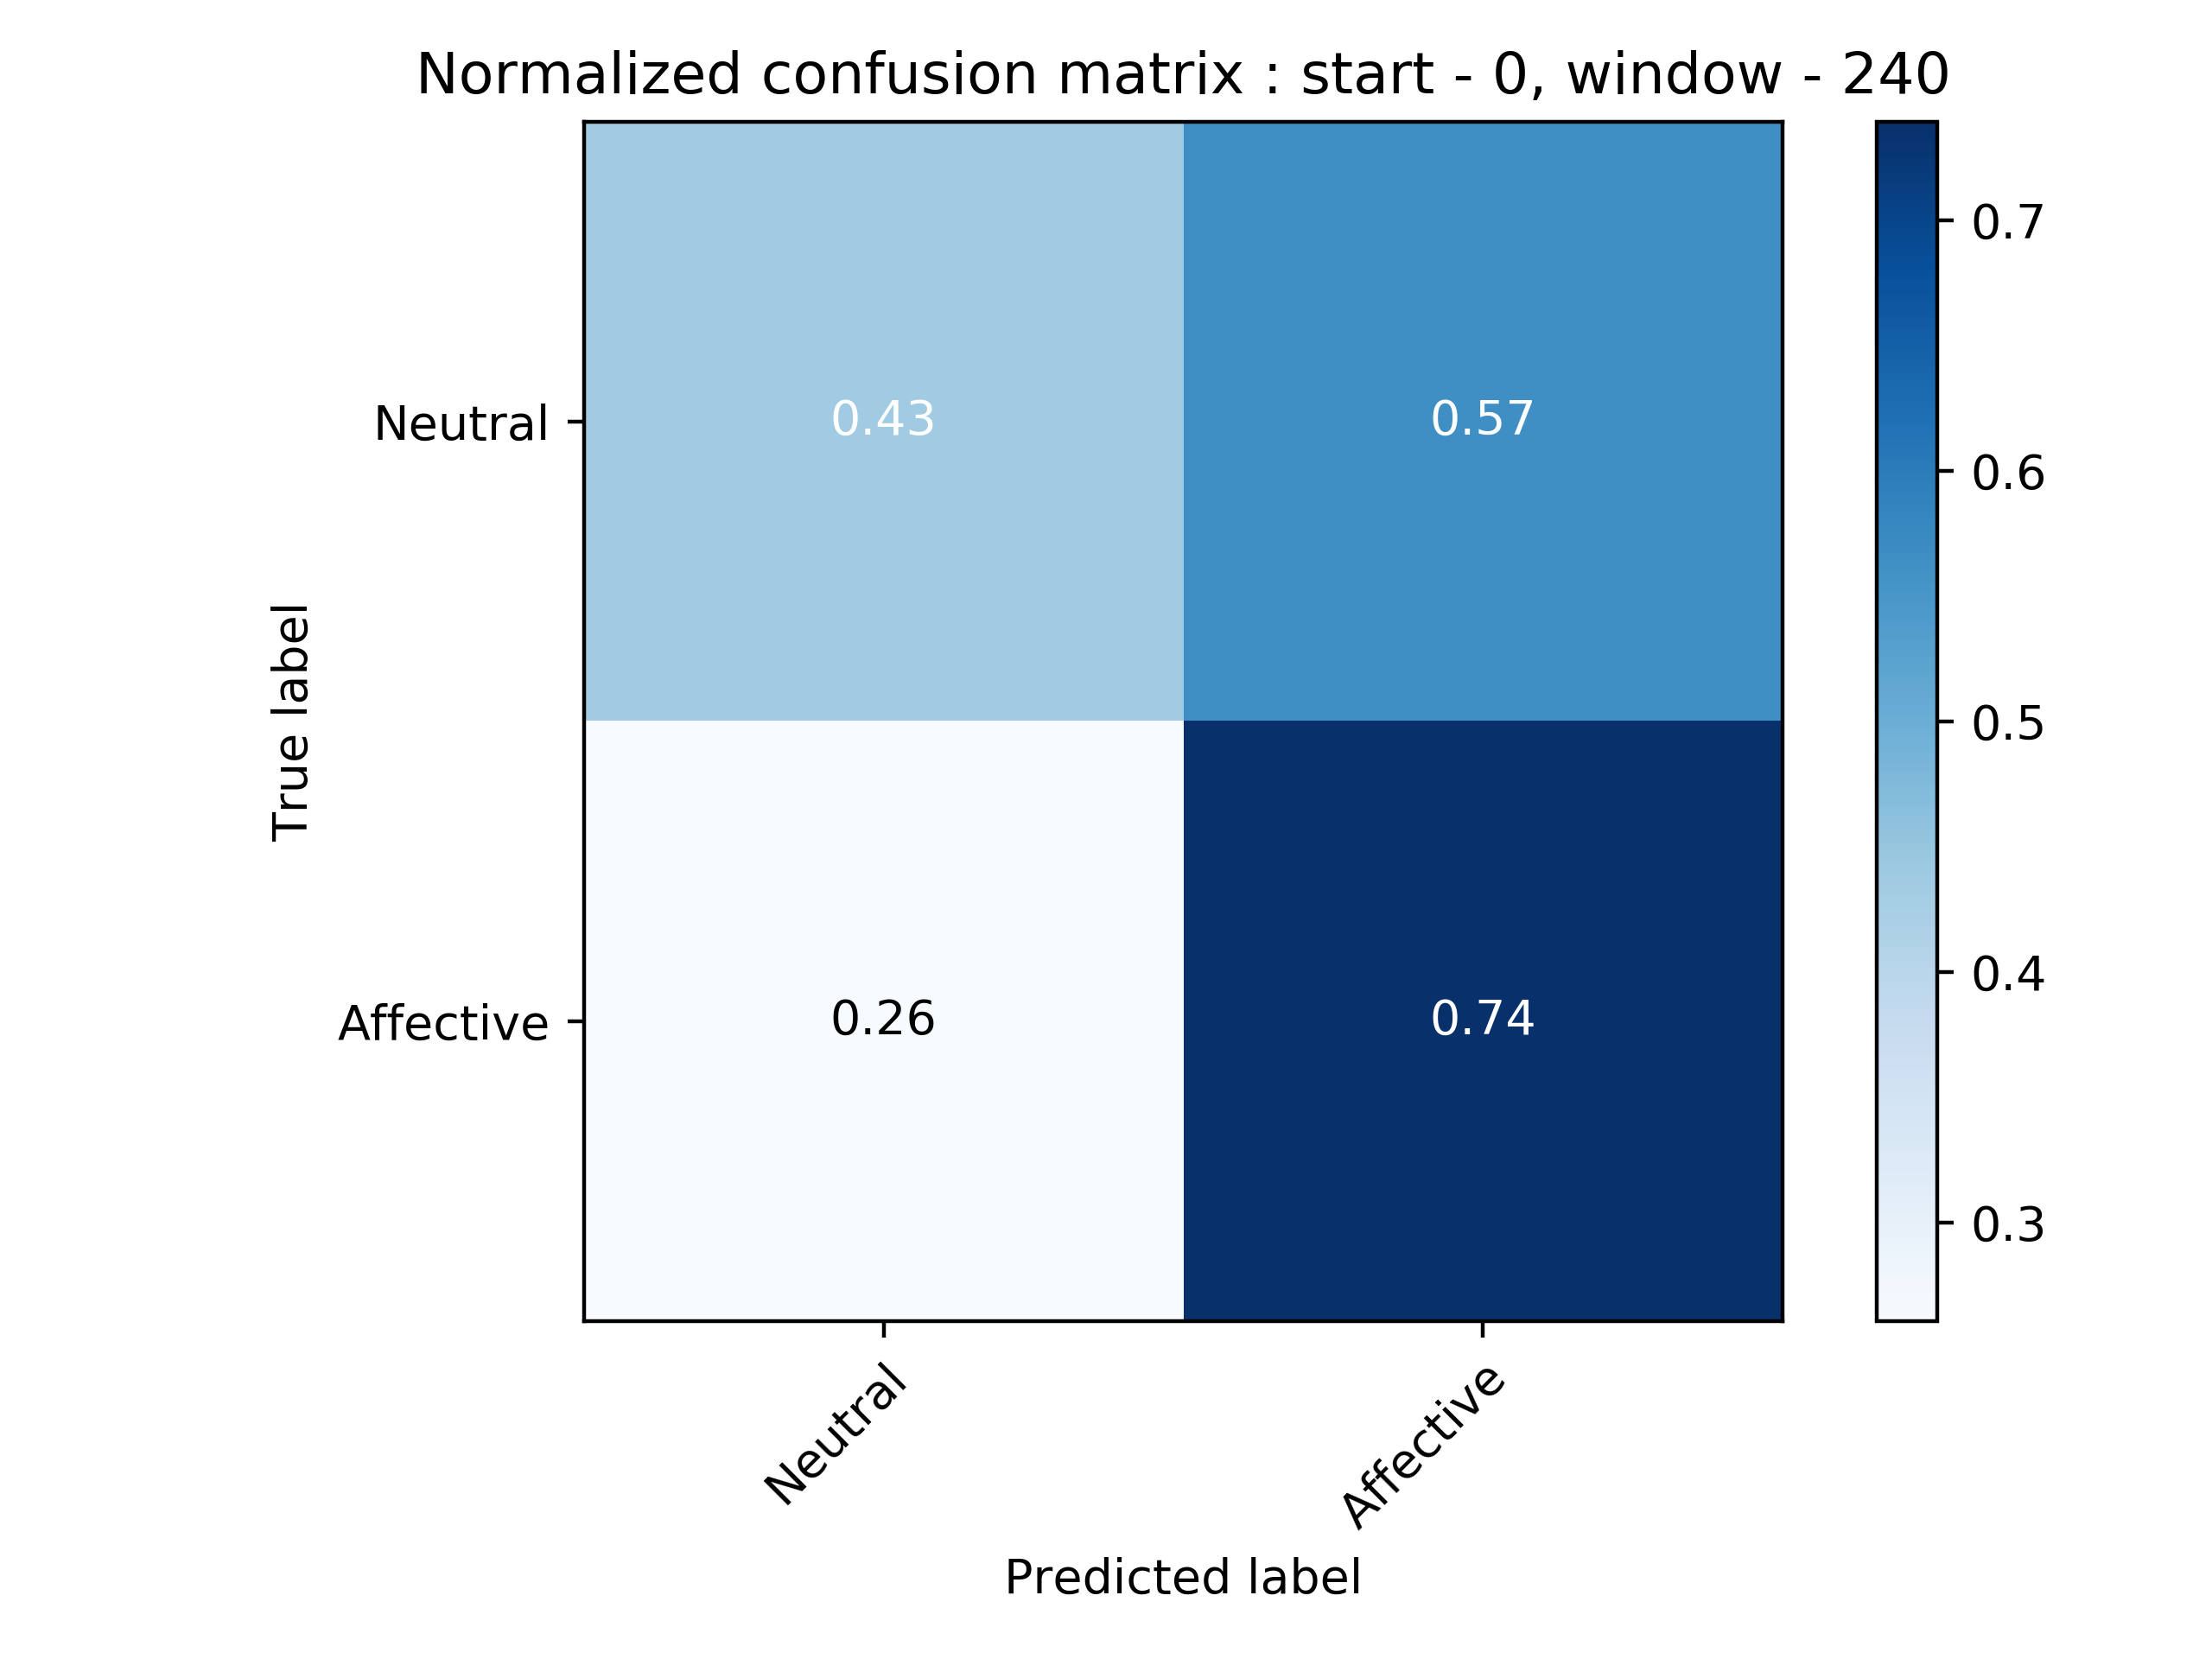 Normalized confusion matrix : start - 0, window - 240
True label
Neutral
Affective
0.43 0.57
0.26 0.74
Neutral Affective
Predicted label
0.7
0.6
0.5
0.4
0.3